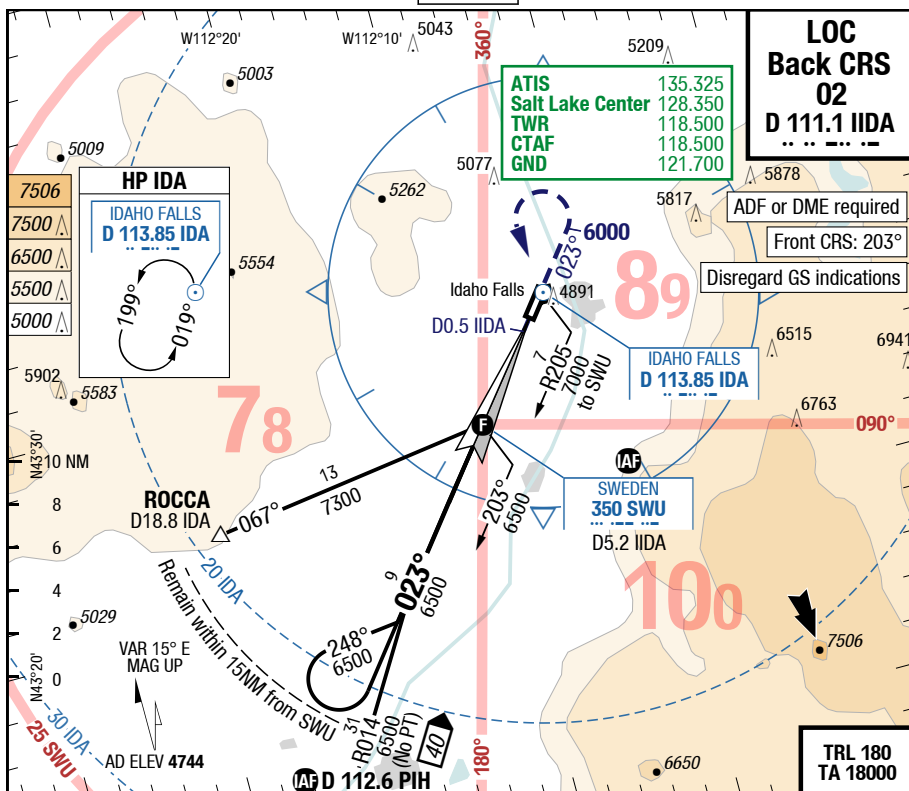 5043
W112°20'
W112°10'
360°
5209
LOC
Back CRS
02
D 111.1 IIDA
ATIS 135.325
Salt Lake Center 128.350
TWR 118.500
CTAF 118.500
GND 121.700
5003
5009
5077
5878
5262
5817
ADF or DME required
Front CRS: 203°
Disregard GS indications
7506
7500
6500
5500
5000
HP IDA
IDAHO FALLS
D 113.85 IDA
199°
019°
5554
6000
023°
Idaho Falls
4891
89
D0.5 IIDA
7
R205
7000
to SWU
IDAHO FALLS
D 113.85 IDA
6515
6941
5902
5583
78
6763
090°
F
IAF
SWEDEN
350 SWU
D5.2 IIDA
N43°30'
10 NM
8
6
4
2
0
ROCCA
D18.8 IDA
067°
13
7300
203°
6500
20 IDA
9
023°
6500
100
Remain within 15NM from SWU
248°
6500
5029
VAR 15° E
MAG UP
N43°20'
7506
30 IDA
25 SWU
AD ELEV 4744
31
R014
6500
(No PT)
40
180°
IAF D 112.6 PIH
6650
TRL 180
TA 18000